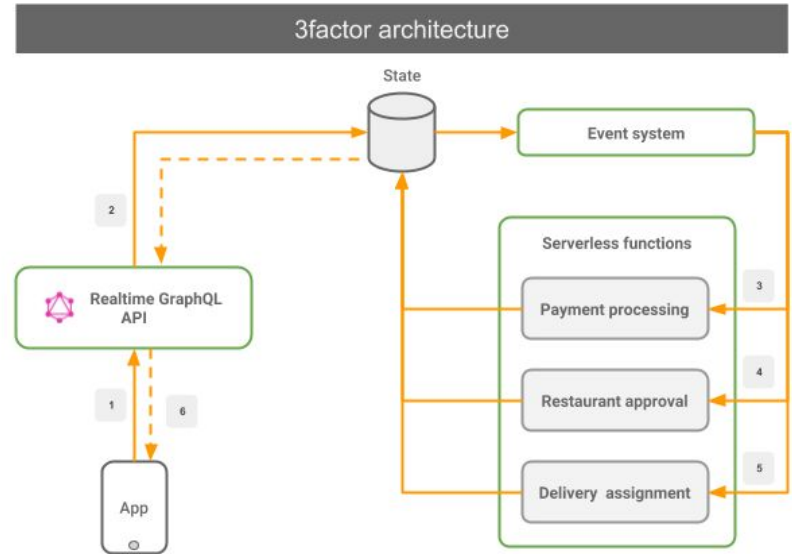 3factor architecture
State
Event system
2
Serverless functions
Realtime GraphQL
API
Payment processing
3
Restaurant approval
4
1
6
Delivery assignment
5
App